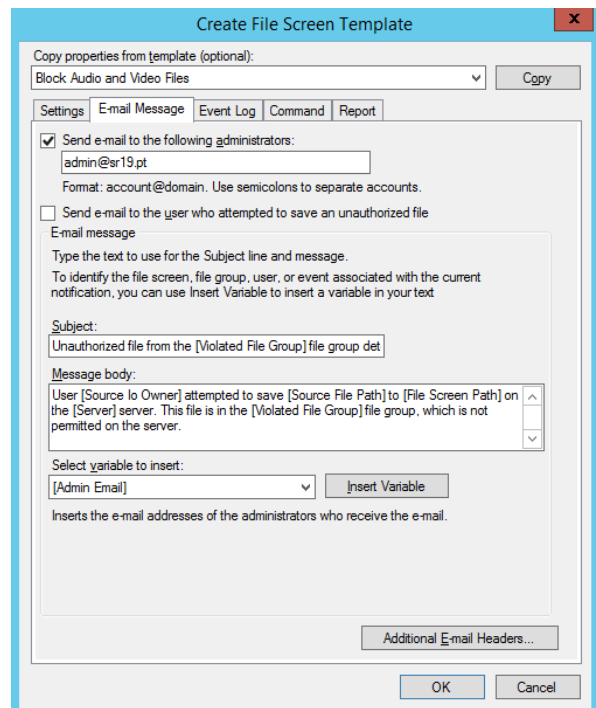 Create File Screen Template
x
Copy properties from template (optional):
Block Audio and Video Files
Copy
Settings E-mail Message Event Log Command Report
Send e-mail to the following administrators:
admin@sr19.pt
Format: account@domain. Use semicolons to separate accounts.
Send e-mail to the user who attempted to save an unauthorized file
E-mail message
Type the text to use for the Subject line and message.
To identify the file screen, file group, user, or event associated with the current
notification, you can use Insert Variable to insert a variable in your text
Subject:
Unauthorized file from the [Violated File Group] file group det
Message body:
User [Source Io Owner] attempted to save [Source File Path] to [File Screen Path] on
the [Server] server. This file is in the [Violated File Group] file group, which is not
permitted on the server.
Select variable to insert:
[Admin Email]
Insert Variable
Inserts the e-mail addresses of the administrators who receive the e-mail.
Additional E-mail Headers...
OK Cancel